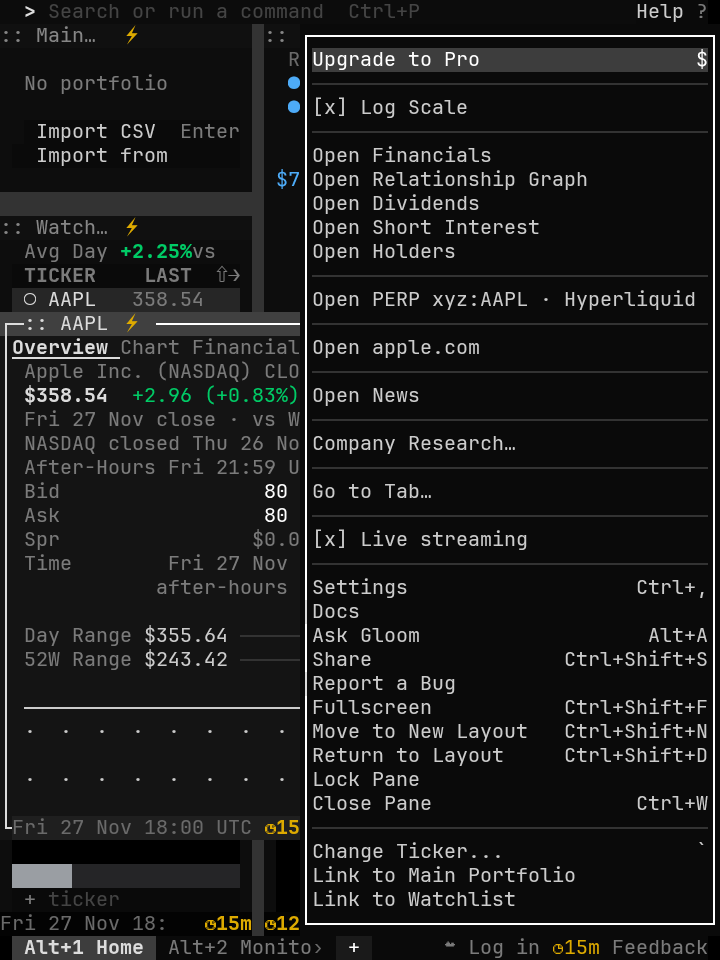 > Search or run a command Ctrl+P Help ?
:: Main… ⚡ ::
No portfolio
Import CSV Enter
Import from
$7
:: Watch… ⚡
Avg Day +2.25%vs
TICKER LAST ⇧→
○ AAPL 358.54
:: AAPL ⚡
Overview Chart Financial
Apple Inc. (NASDAQ) CLO
$358.54 +2.96 (+0.83%)
Fri 27 Nov close · vs W
NASDAQ closed Thu 26 No
After-Hours Fri 21:59 U
Bid 80
Ask 80
Spr $0.0
Time Fri 27 Nov
after-hours
Day Range $355.64
52W Range $243.42
Fri 27 Nov 18:00 UTC ◔15
+ ticker
Fri 27 Nov 18: ◔15m ◔12
Upgrade to Pro $
[x] Log Scale
Open Financials
Open Relationship Graph
Open Dividends
Open Short Interest
Open Holders
Open PERP xyz:AAPL · Hyperliquid
Open apple.com
Open News
Company Research…
Go to Tab…
[x] Live streaming
Settings Ctrl+,
Docs
Ask Gloom Alt+A
Share Ctrl+Shift+S
Report a Bug
Fullscreen Ctrl+Shift+F
Move to New Layout Ctrl+Shift+N
Return to Layout Ctrl+Shift+D
Lock Pane
Close Pane Ctrl+W
Change Ticker... `
Link to Main Portfolio
Link to Watchlist
Alt+1 Home Alt+2 Monito› + Log in ◔15m Feedback